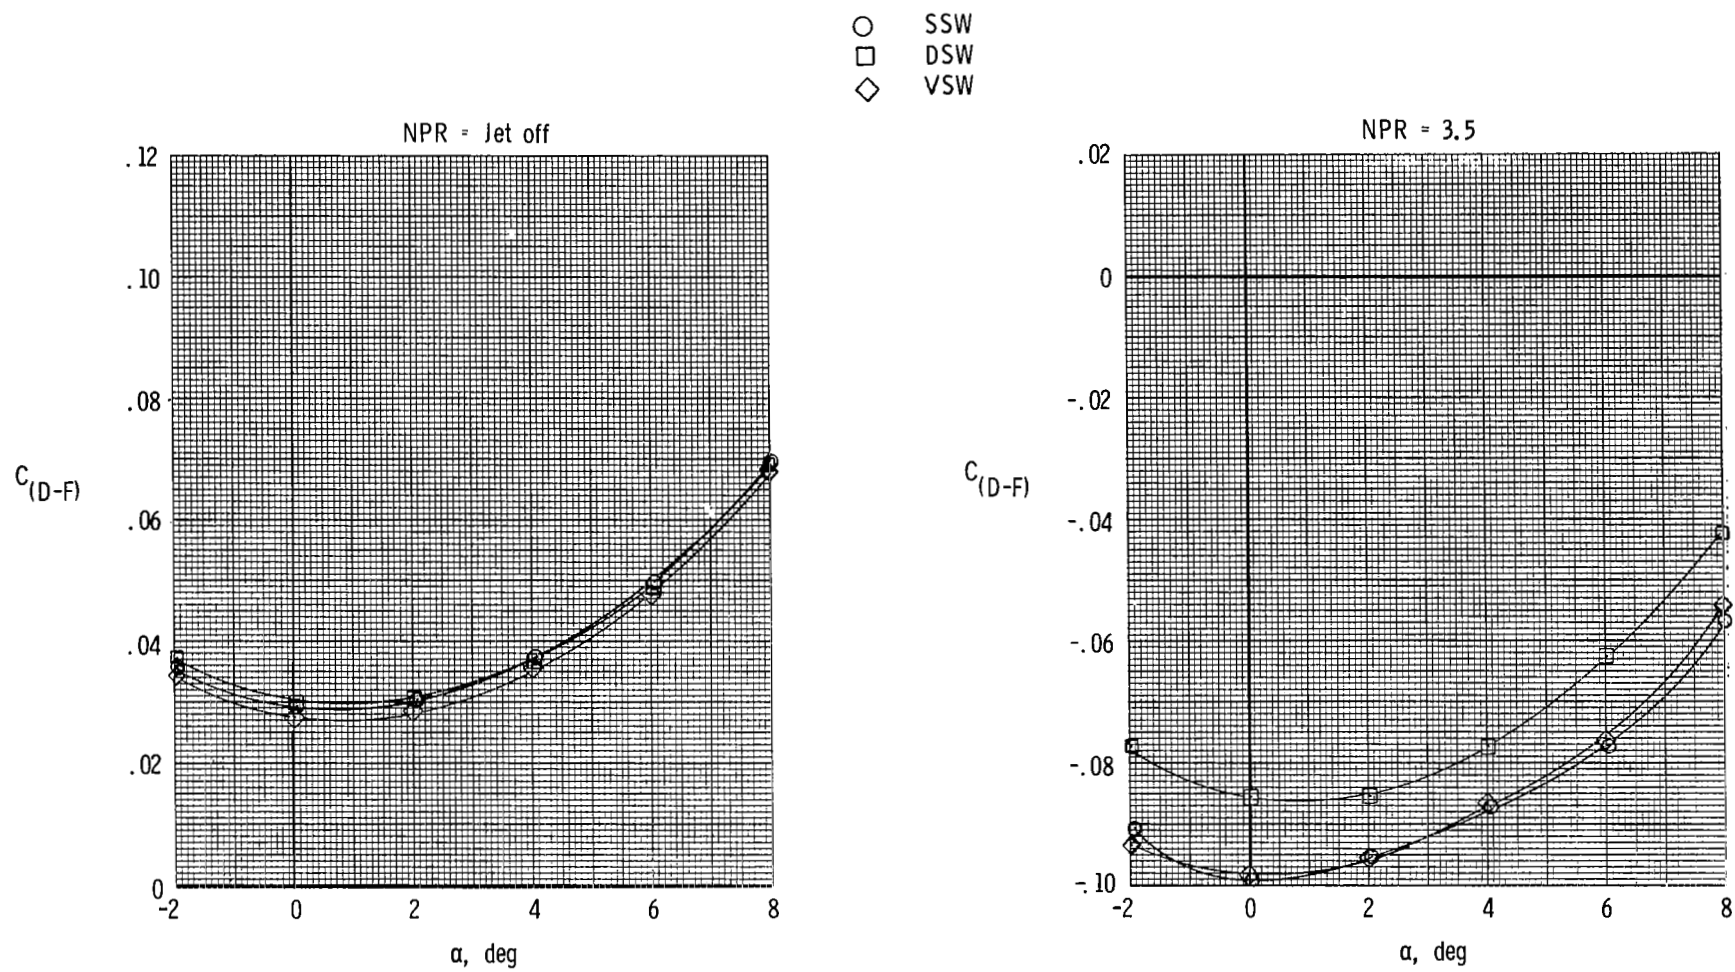 SSW
DSW
VSW
NPR = Jet off
.12
.10
.08
.06
.04
.02
0
C(D-F)
-2 0 2 4 6 8
α, deg
NPR = 3.5
.02
0
-.02
-.04
-.06
-.08
-.10
C(D-F)
-2 0 2 4 6 8
α, deg